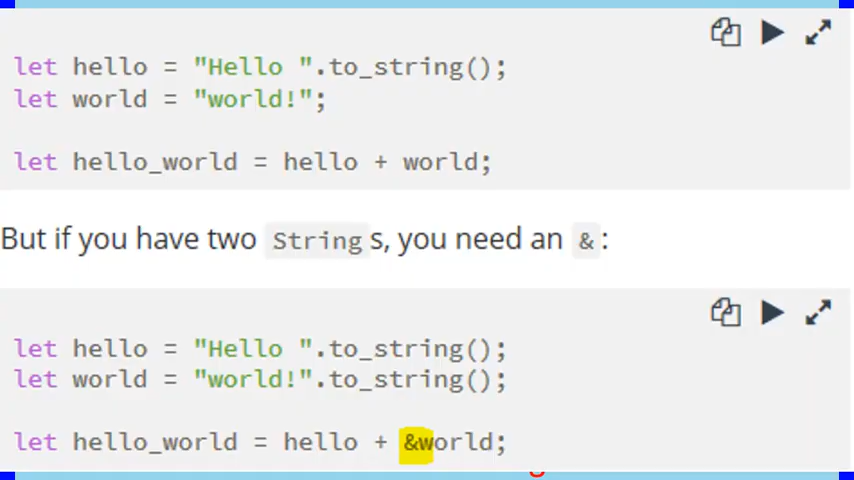 let hello = "Hello ".to_string();
let world = "world!";
let hello_world = hello + world;
But if you have two Strings, you need an &:
let hello = "Hello ".to_string();
let world = "world!".to_string();
let hello_world = hello + &world;